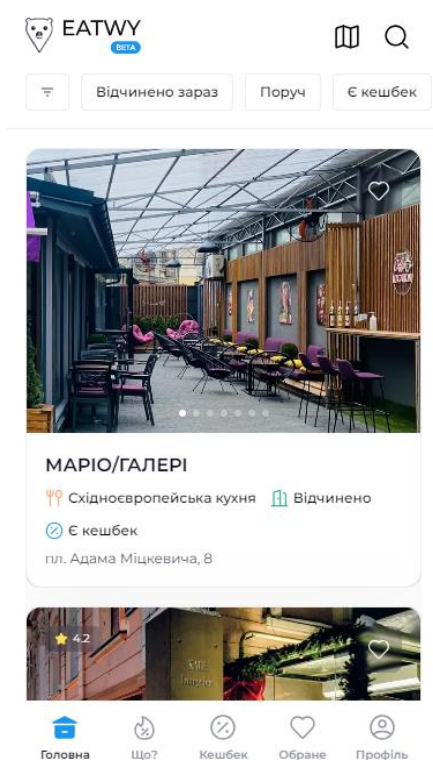 EATWY
BETA
Відчинено зараз
Поруч
Є кешбек
МАРІО/ГАЛЕРІ
Східноєвропейська кухня
Відчинено
Є кешбек
пл. Адама Міцкевича, 8
4.2
Головна
Що?
Кешбек
Обране
Профіль